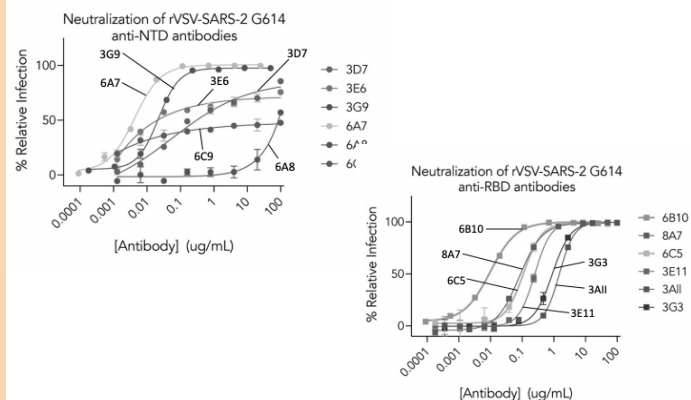 Neutralization of rVSV-SARS-2 G614
anti-NTD antibodies
3G9
3D7
6A7
3E6
6C9
6A8
100
50
0
% Relative Infection
0.0001
0.001
0.01
0.1
1
10
100
[Antibody] (ug/mL)
3D7
3E6
3G9
6A7
Neutralization of rVSV-SARS-2 G614
anti-RBD antibodies
6B10
8A7
6C5
3G3
3All
3E11
100
50
0
% Relative Infection
0.0001
0.001
0.01
0.1
1
10
100
[Antibody] (ug/mL)
6B10
8A7
6C5
3E11
3All
3G3